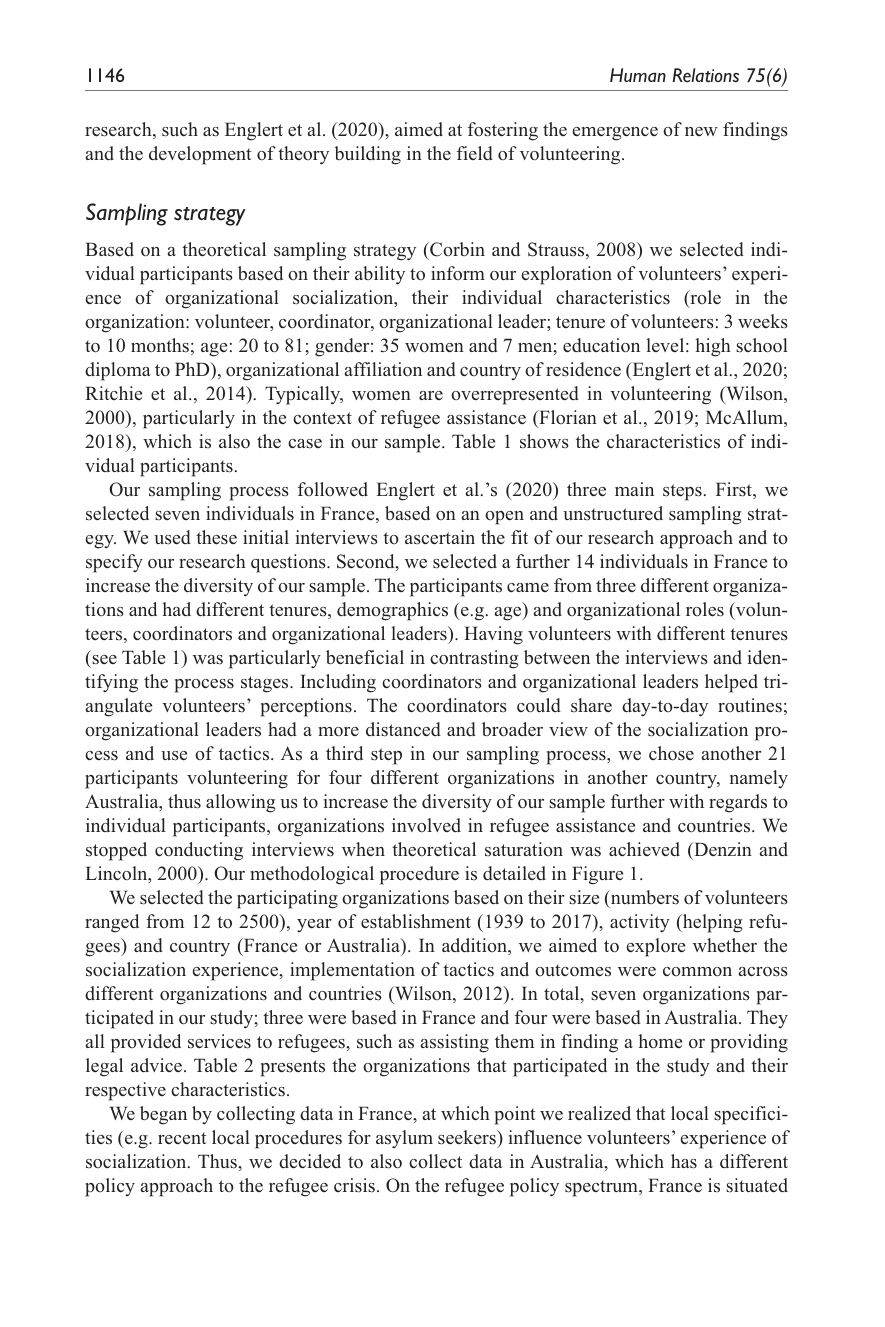 1146
Human Relations 75(6)
research, such as Englert et al. (2020), aimed at fostering the emergence of new findings
and the development of theory building in the field of volunteering.
Sampling strategy
Based on a theoretical sampling strategy (Corbin and Strauss, 2008) we selected indi-
vidual participants based on their ability to inform our exploration of volunteers’ experi-
ence of organizational socialization, their individual characteristics (role in the
organization: volunteer, coordinator, organizational leader; tenure of volunteers: 3 weeks
to 10 months; age: 20 to 81; gender: 35 women and 7 men; education level: high school
diploma to PhD), organizational affiliation and country of residence (Englert et al., 2020;
Ritchie et al., 2014). Typically, women are overrepresented in volunteering (Wilson,
2000), particularly in the context of refugee assistance (Florian et al., 2019; McAllum,
2018), which is also the case in our sample. Table 1 shows the characteristics of indi-
vidual participants.
Our sampling process followed Englert et al.’s (2020) three main steps. First, we
selected seven individuals in France, based on an open and unstructured sampling strat-
egy. We used these initial interviews to ascertain the fit of our research approach and to
specify our research questions. Second, we selected a further 14 individuals in France to
increase the diversity of our sample. The participants came from three different organiza-
tions and had different tenures, demographics (e.g. age) and organizational roles (volun-
teers, coordinators and organizational leaders). Having volunteers with different tenures
(see Table 1) was particularly beneficial in contrasting between the interviews and iden-
tifying the process stages. Including coordinators and organizational leaders helped tri-
angulate volunteers’ perceptions. The coordinators could share day-to-day routines;
organizational leaders had a more distanced and broader view of the socialization pro-
cess and use of tactics. As a third step in our sampling process, we chose another 21
participants volunteering for four different organizations in another country, namely
Australia, thus allowing us to increase the diversity of our sample further with regards to
individual participants, organizations involved in refugee assistance and countries. We
stopped conducting interviews when theoretical saturation was achieved (Denzin and
Lincoln, 2000). Our methodological procedure is detailed in Figure 1.
We selected the participating organizations based on their size (numbers of volunteers
ranged from 12 to 2500), year of establishment (1939 to 2017), activity (helping refu-
gees) and country (France or Australia). In addition, we aimed to explore whether the
socialization experience, implementation of tactics and outcomes were common across
different organizations and countries (Wilson, 2012). In total, seven organizations par-
ticipated in our study; three were based in France and four were based in Australia. They
all provided services to refugees, such as assisting them in finding a home or providing
legal advice. Table 2 presents the organizations that participated in the study and their
respective characteristics.
We began by collecting data in France, at which point we realized that local specifici-
ties (e.g. recent local procedures for asylum seekers) influence volunteers’ experience of
socialization. Thus, we decided to also collect data in Australia, which has a different
policy approach to the refugee crisis. On the refugee policy spectrum, France is situated